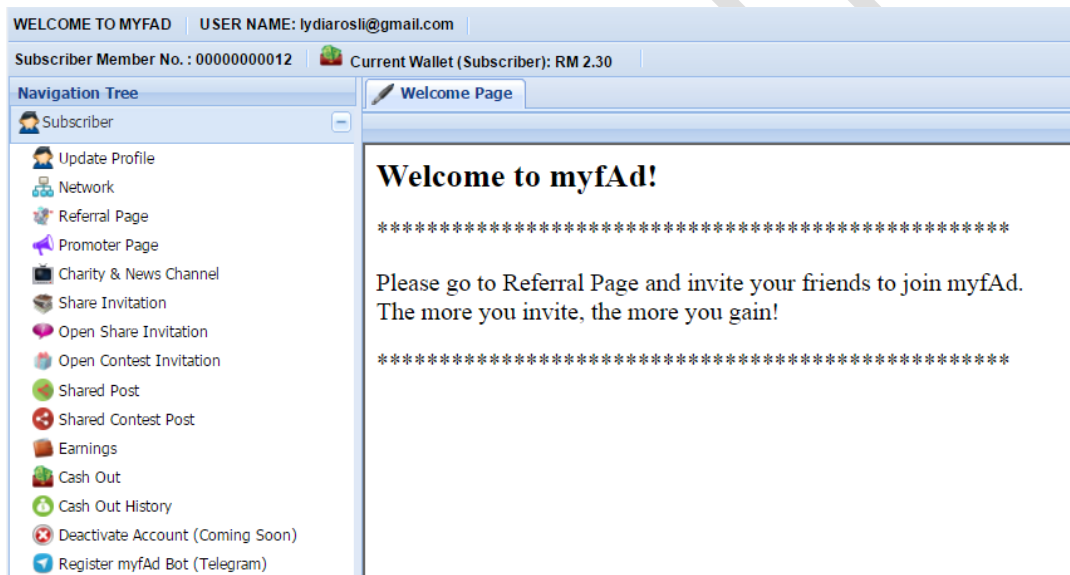 WELCOME TO MYFAD USER NAME: lydiarosli@gmail.com
Subscriber Member No. : 00000000012 Current Wallet (Subscriber): RM 2.30
Navigation Tree
Subscriber
Update Profile
Network
Referral Page
Promoter Page
Charity & News Channel
Share Invitation
Open Share Invitation
Open Contest Invitation
Shared Post
Shared Contest Post
Earnings
Cash Out
Cash Out History
Deactivate Account (Coming Soon)
Register myfAd Bot (Telegram)
Welcome Page
Welcome to myfAd!
***************************************************
Please go to Referral Page and invite your friends to join myfAd.
The more you invite, the more you gain!
***************************************************